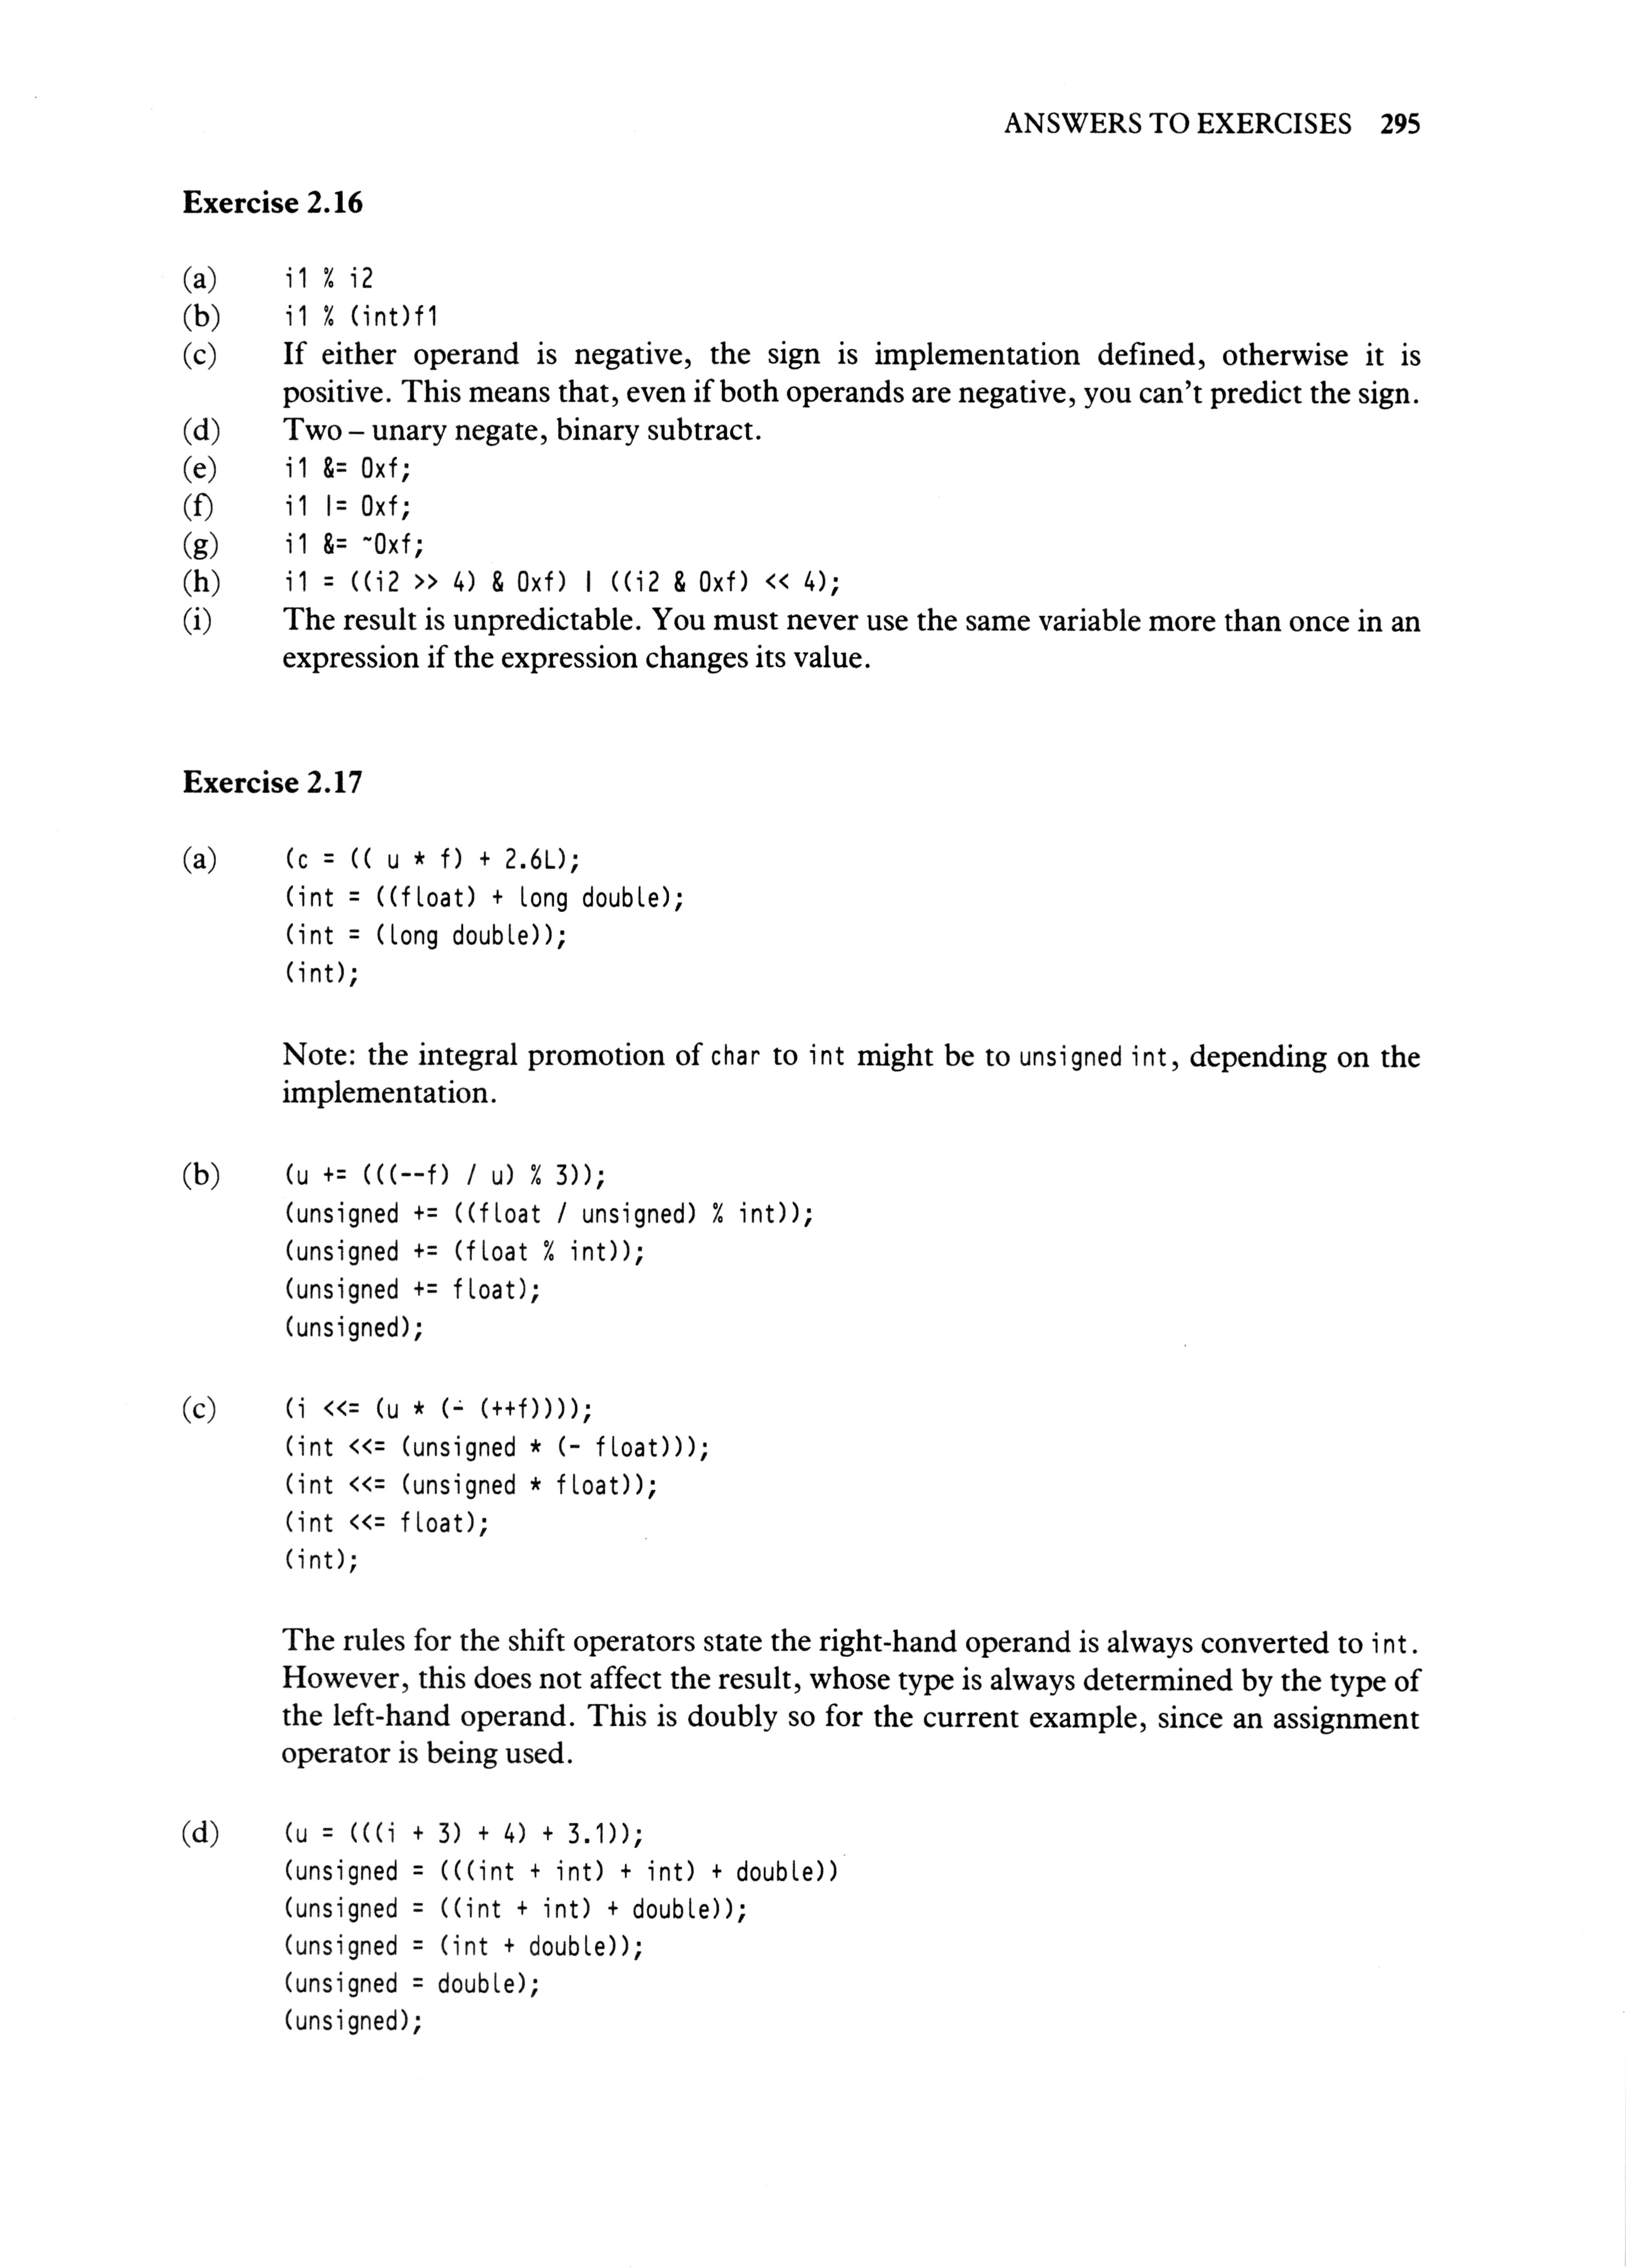 ANSWERS TO EXERCISES 295
Exercise 2.16
(a) i1 % i2
(b) i1 % (int)f1
(c) If either operand is negative, the sign is implementation defined, otherwise it is
positive. This means that, even if both operands are negative, you can't predict the sign.
(d) Two – unary negate, binary subtract.
(e) i1 &= 0xf;
(f) i1 |= 0xf;
(g) i1 &= ~0xf;
(h) i1 = ((i2 >> 4) & 0xf) | ((i2 & 0xf) << 4);
(i) The result is unpredictable. You must never use the same variable more than once in an
expression if the expression changes its value.
Exercise 2.17
(a) (c = (( u * f) + 2.6L);
(int = ((float) + long double);
(int = (long double));
(int);
Note: the integral promotion of char to int might be to unsigned int, depending on the
implementation.
(b) (u += (((--f) / u) % 3));
(unsigned += ((float / unsigned) % int));
(unsigned += (float % int));
(unsigned += float);
(unsigned);
(c) (i <<= (u * (- (++f))));
(int <<= (unsigned * (- float)));
(int <<= (unsigned * float));
(int <<= float);
(int);
The rules for the shift operators state the right-hand operand is always converted to int.
However, this does not affect the result, whose type is always determined by the type of
the left-hand operand. This is doubly so for the current example, since an assignment
operator is being used.
(d) (u = (((i + 3) + 4) + 3.1));
(unsigned = (((int + int) + int) + double))
(unsigned = ((int + int) + double));
(unsigned = (int + double));
(unsigned = double);
(unsigned);